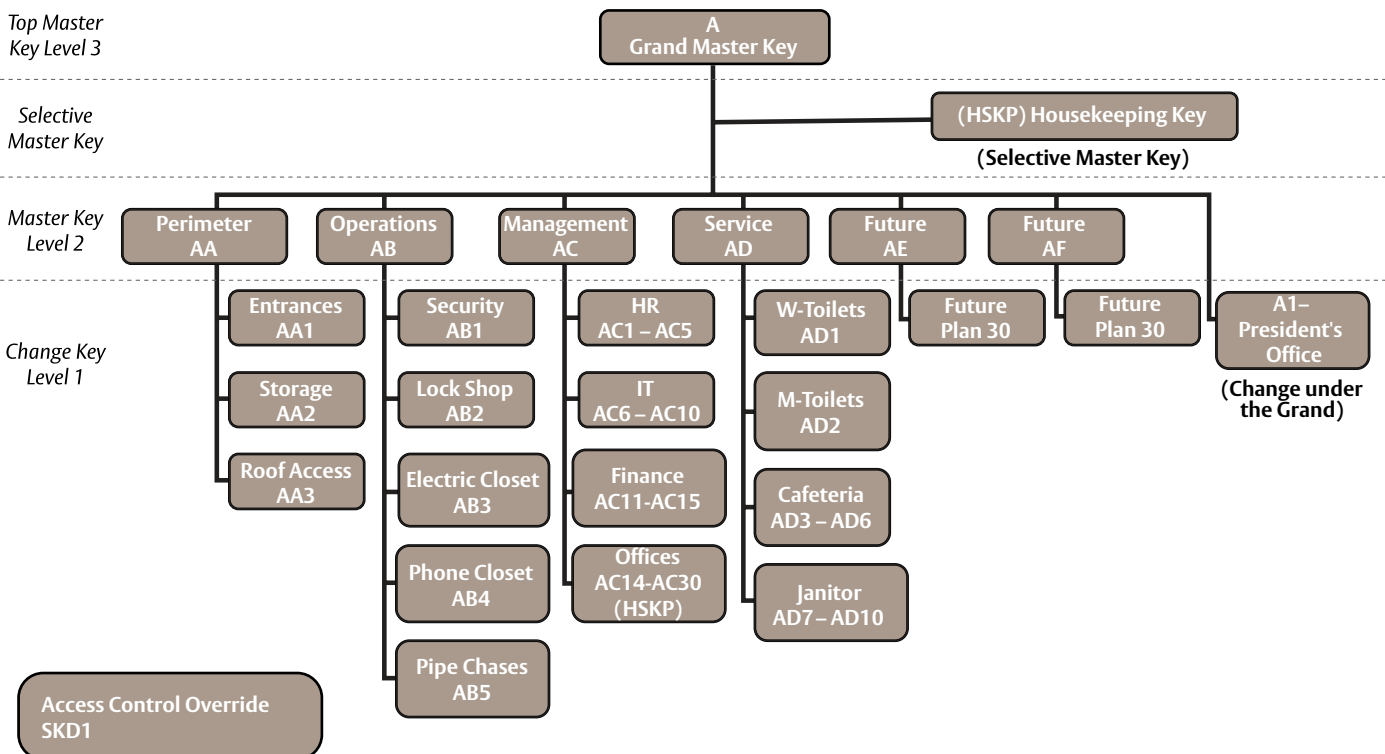 Top Master
Key Level 3
A
Grand Master Key
Selective
Master Key
(HSKP) Housekeeping Key
(Selective Master Key)
Master Key
Level 2
Perimeter
AA
Operations
AB
Management
AC
Service
AD
Future
AE
Future
AF
Change Key
Level 1
Entrances
AA1
Storage
AA2
Roof Access
AA3
Security
AB1
Lock Shop
AB2
Electric Closet
AB3
Phone Closet
AB4
Pipe Chases
AB5
HR
AC1 – AC5
IT
AC6 – AC10
Finance
AC11-AC15
Offices
AC14-AC30
(HSKP)
W-Toilets
AD1
M-Toilets
AD2
Cafeteria
AD3 – AD6
Janitor
AD7 – AD10
Future
Plan 30
Future
Plan 30
A1–
President's
Office
(Change under
the Grand)
Access Control Override
SKD1